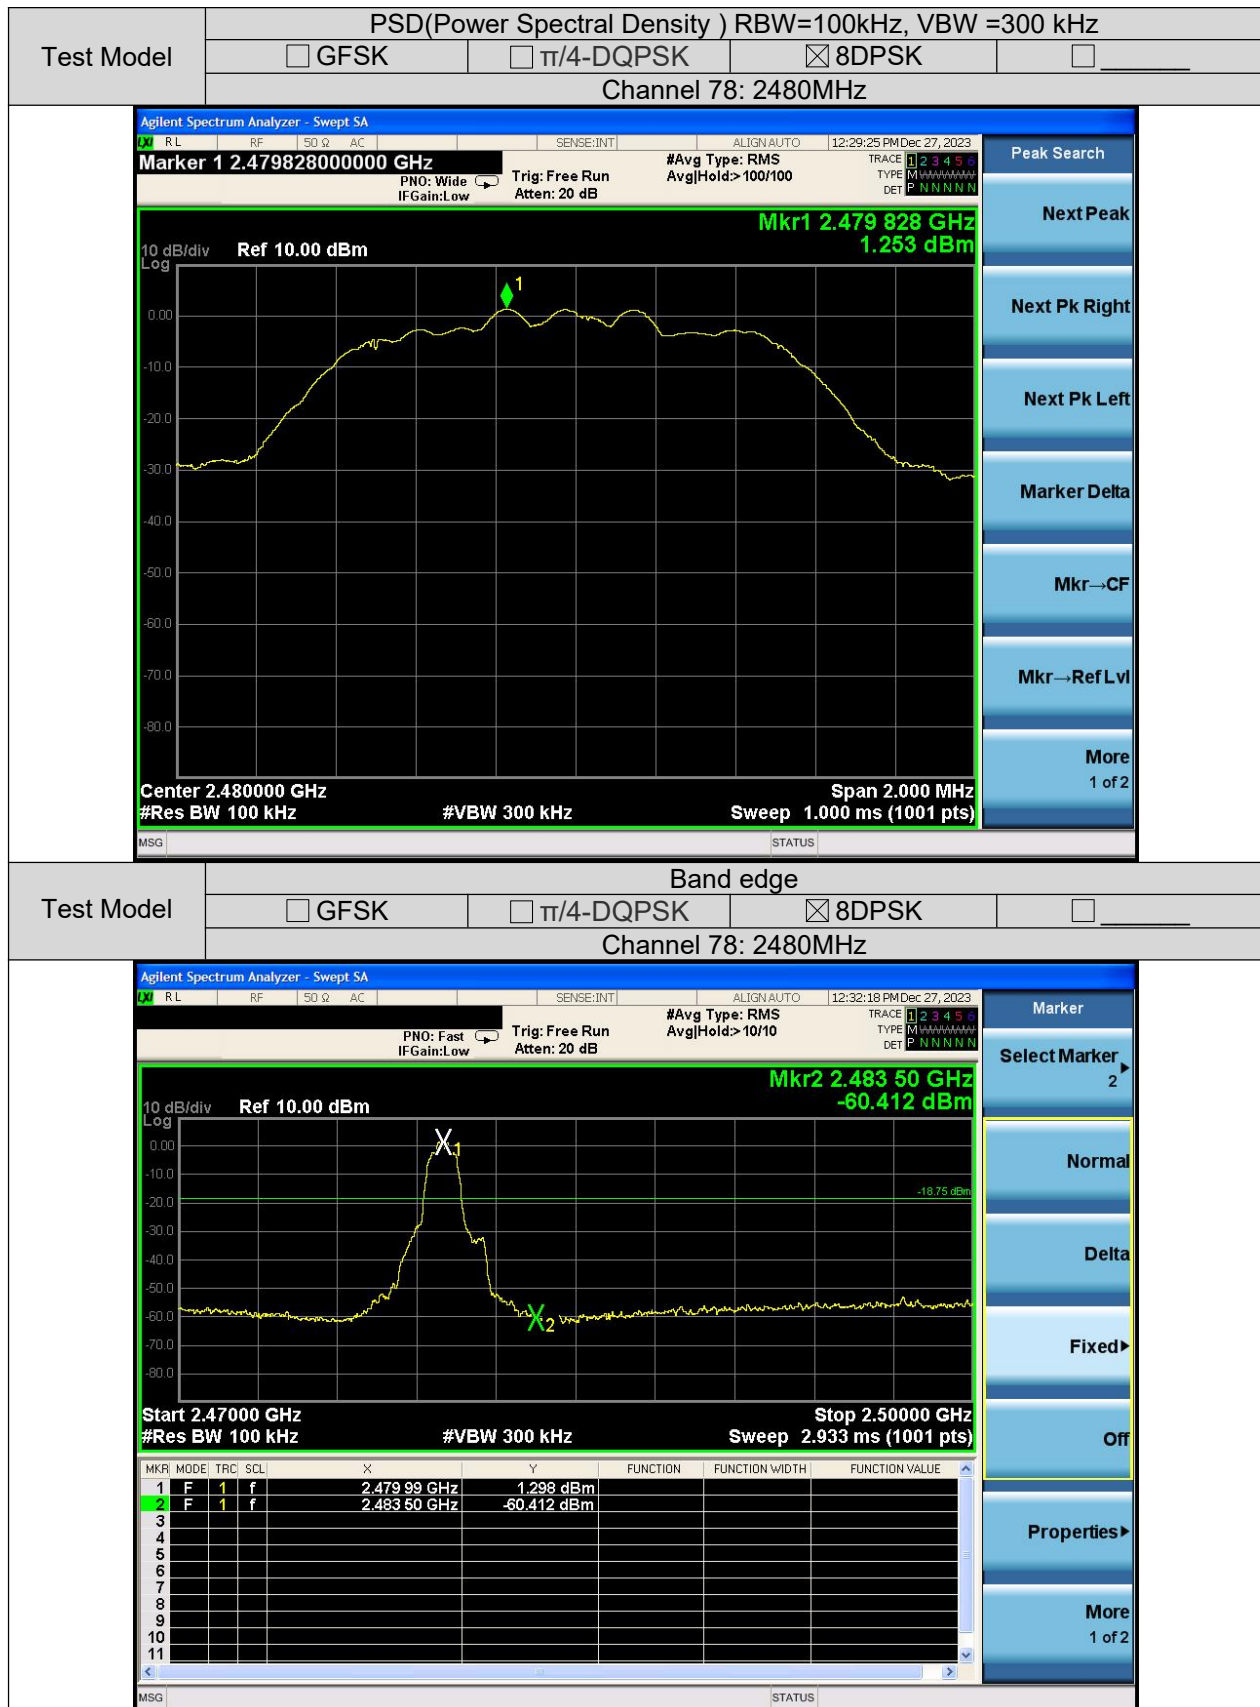 PSD(Power Spectral Density ) RBW=100kHz, VBW =300 kHz
Test Model
GFSK π/4-DQPSK 8DPSK ______
Channel 78: 2480MHz
Agilent Spectrum Analyzer - Swept SA
LXI RL RF 50 Ω AC SENSE:INT ALIGN AUTO 12:29:25 PM Dec 27, 2023
Marker 1 2.479828000000 GHz
PNO: Wide
IFGain:Low
Trig: Free Run
Atten: 20 dB
#Avg Type: RMS
Avg|Hold:>100/100
TRACE 1 2 3 4 5 6
TYPE M
DET P N N N N N
Mkr1 2.479 828 GHz
1.253 dBm
10 dB/div
Log
Ref 10.00 dBm
1
0.00
-10.0
-20.0
-30.0
-40.0
-50.0
-60.0
-70.0
-80.0
Center 2.480000 GHz
Span 2.000 MHz
#Res BW 100 kHz
#VBW 300 kHz
Sweep 1.000 ms (1001 pts)
MSG
STATUS
Peak Search
Next Peak
Next Pk Right
Next Pk Left
Marker Delta
Mkr→CF
Mkr→Ref Lvl
More
1 of 2
Band edge
Test Model
GFSK π/4-DQPSK 8DPSK ______
Channel 78: 2480MHz
Agilent Spectrum Analyzer - Swept SA
LXI RL RF 50 Ω AC SENSE:INT ALIGN AUTO 12:32:18 PM Dec 27, 2023
PNO: Fast
IFGain:Low
Trig: Free Run
Atten: 20 dB
#Avg Type: RMS
Avg|Hold:>10/10
TRACE 1 2 3 4 5 6
TYPE M
DET P N N N N N
Mkr2 2.483 50 GHz
-60.412 dBm
10 dB/div
Log
Ref 10.00 dBm
1
-18.75 dBm
2
0.00
-10.0
-20.0
-30.0
-40.0
-50.0
-60.0
-70.0
-80.0
Start 2.47000 GHz
Stop 2.50000 GHz
#Res BW 100 kHz
#VBW 300 kHz
Sweep 2.933 ms (1001 pts)
MKR MODE TRC SCL X Y FUNCTION FUNCTION WIDTH FUNCTION VALUE
1 F 1 f 2.479 99 GHz 1.298 dBm
2 F 1 f 2.483 50 GHz -60.412 dBm
3
4
5
6
7
8
9
10
11
MSG
STATUS
Marker
Select Marker
2
Normal
Delta
Fixed
Off
Properties
More
1 of 2